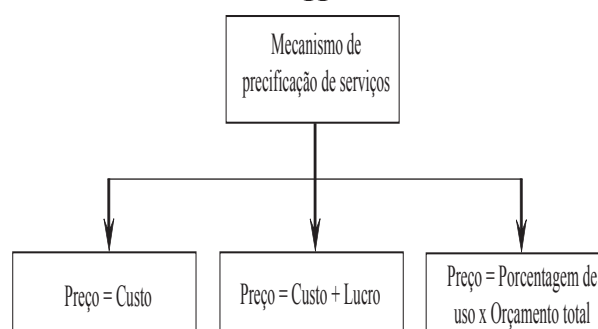 Mecanismo de
precificação de serviços
Preço = Custo
Preço = Custo + Lucro
Preço = Porcentagem de
uso x Orçamento total